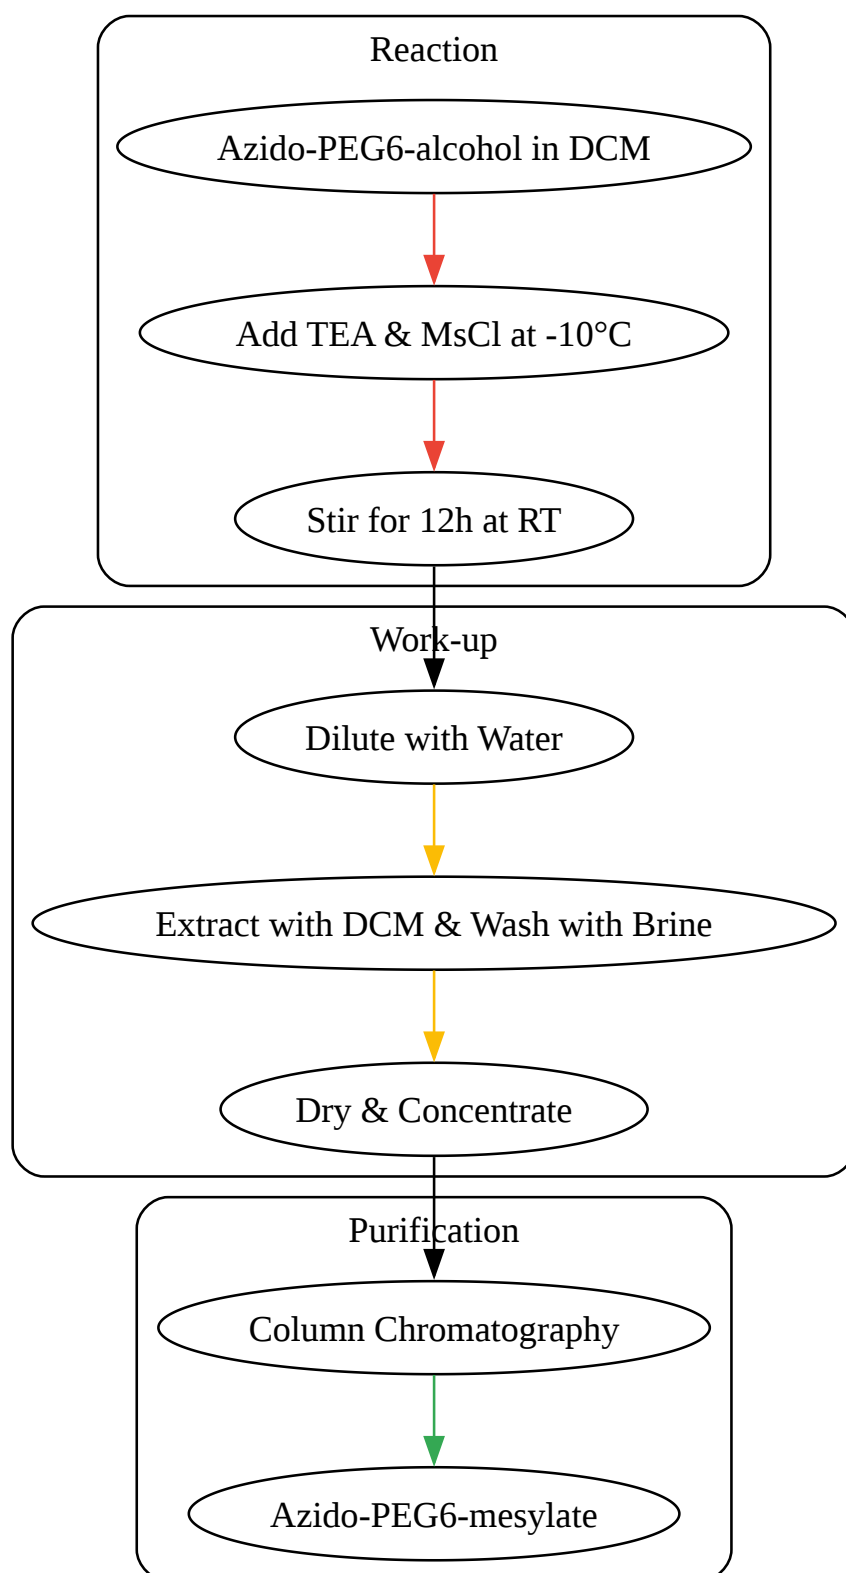 Reaction
Azido-PEG6-alcohol in DCM
Add TEA & MsCl at -10°C
Stir for 12h at RT
Work-up
Dilute with Water
Extract with DCM & Wash with Brine
Dry & Concentrate
Purification
Column Chromatography
Azido-PEG6-mesylate